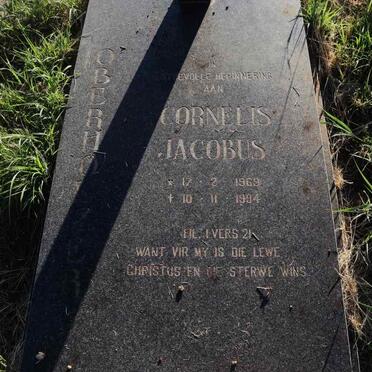 OBERHOLZER
LIEFDEVOLLE HERINNERING
AAN
CORNELIS
JACOBUS
* 17 - 2 - 1969
† 10 - 11 - 1994
FIL. 1 VERS 21
WANT VIR MY IS DIE LEWE
CHRISTUS EN DIE STERWE WINS